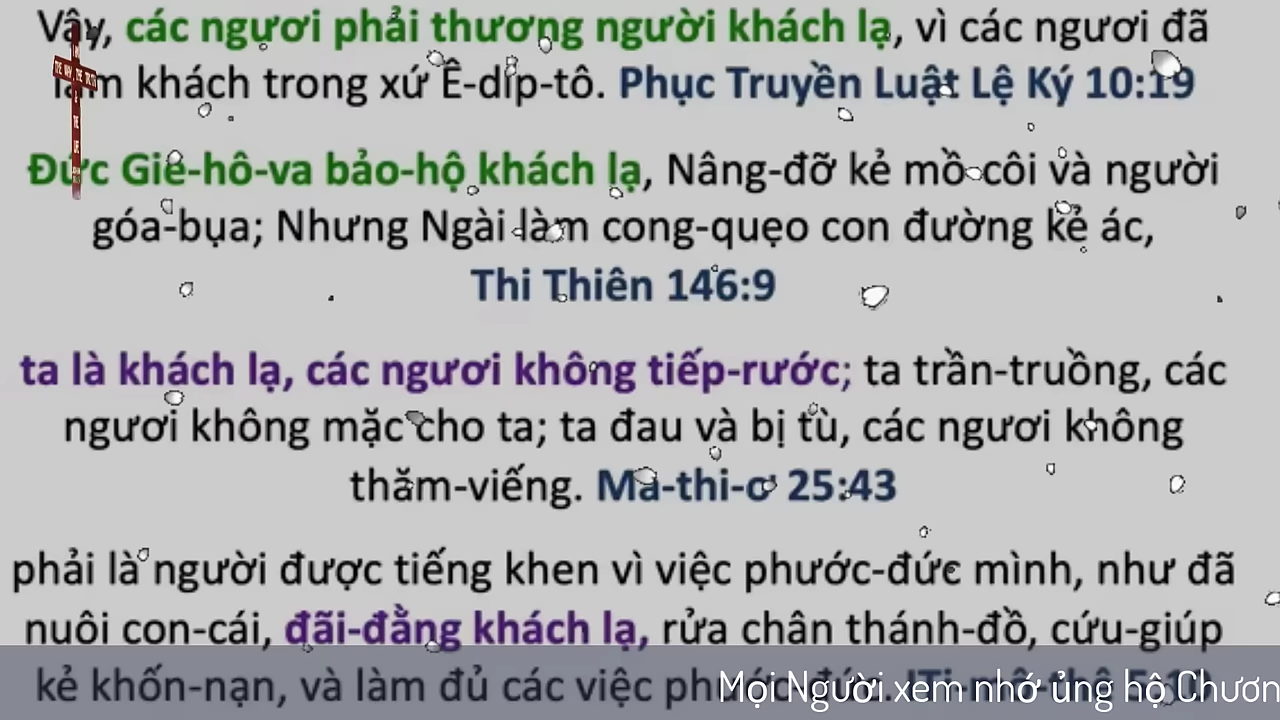 Vậy, các ngươi phải thương người khách lạ, vì các ngươi đã
làm khách trong xứ Ê-díp-tô. Phục Truyền Luật Lệ Ký 10:19
Đức Giê-hô-va bảo-hộ khách lạ, Nâng-đỡ kẻ mồ-côi và người
góa-bụa; Nhưng Ngài làm cong-quẹo con đường kẻ ác,
Thi Thiên 146:9
ta là khách lạ, các ngươi không tiếp-rước; ta trần-truồng, các
ngươi không mặc cho ta; ta đau và bị tù, các ngươi không
thăm-viếng. Ma-thi-ơ 25:43
phải là người được tiếng khen vì việc phước-đức mình, như đã
nuôi con-cái, đãi-đằng khách lạ, rửa chân thánh-đồ, cứu-giúp
kẻ khốn-nạn, và làm đủ các việc
Mọi Người xem nhớ ủng hộ Chươn